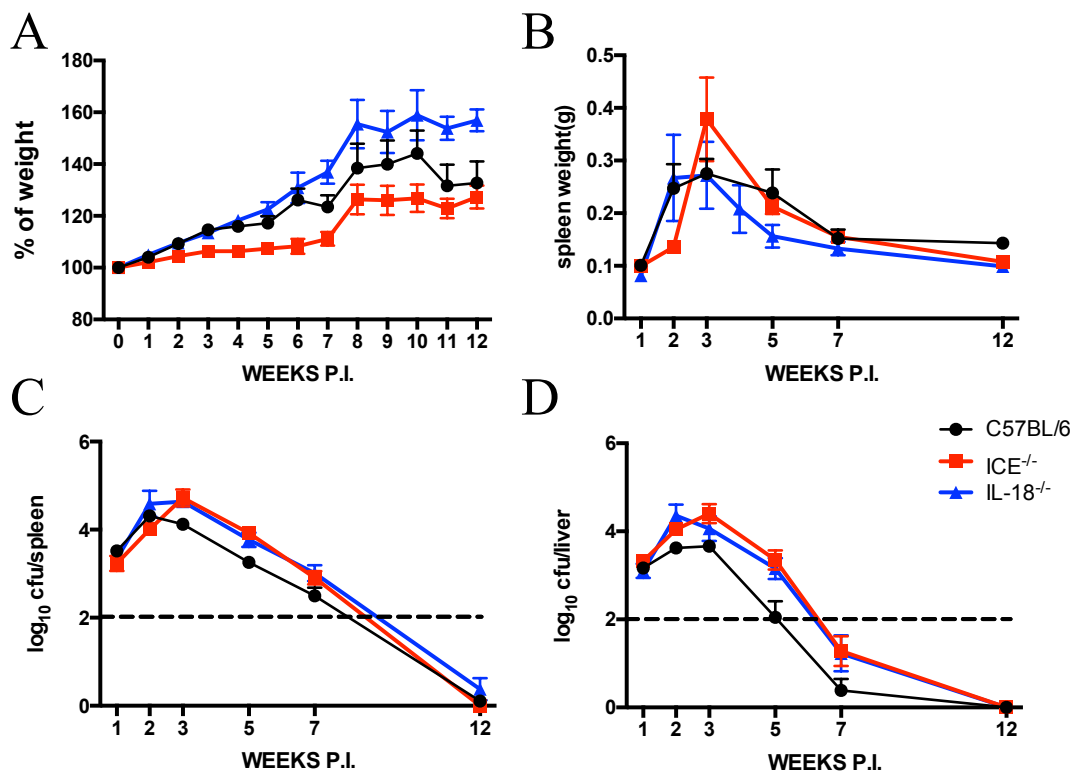 A
% of weight
180
160
140
120
100
80
0 1 2 3 4 5 6 7 8 9 10 11 12
WEEKS P.I.
B
spleen weight(g)
0.5
0.4
0.3
0.2
0.1
0.0
1 2 3 5 7 12
WEEKS P.I.
C
log10 cfu/spleen
6
4
2
0
1 2 3 5 7 12
WEEKS P.I.
D
log10 cfu/liver
6
4
2
0
1 2 3 5 7 12
WEEKS P.I.
C57BL/6
ICE-/-
IL-18-/-